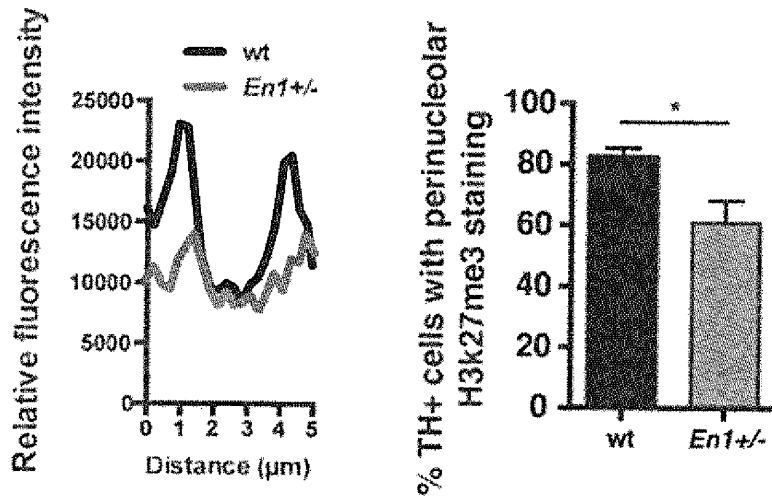 Relative fluorescence intensity
wt
En1+/-
25000
20000
15000
10000
5000
0
0 1 2 3 4 5
Distance (µm)
% TH+ cells with perinucleolar
H3k27me3 staining
100
80
60
40
20
0
*
wt En1+/-